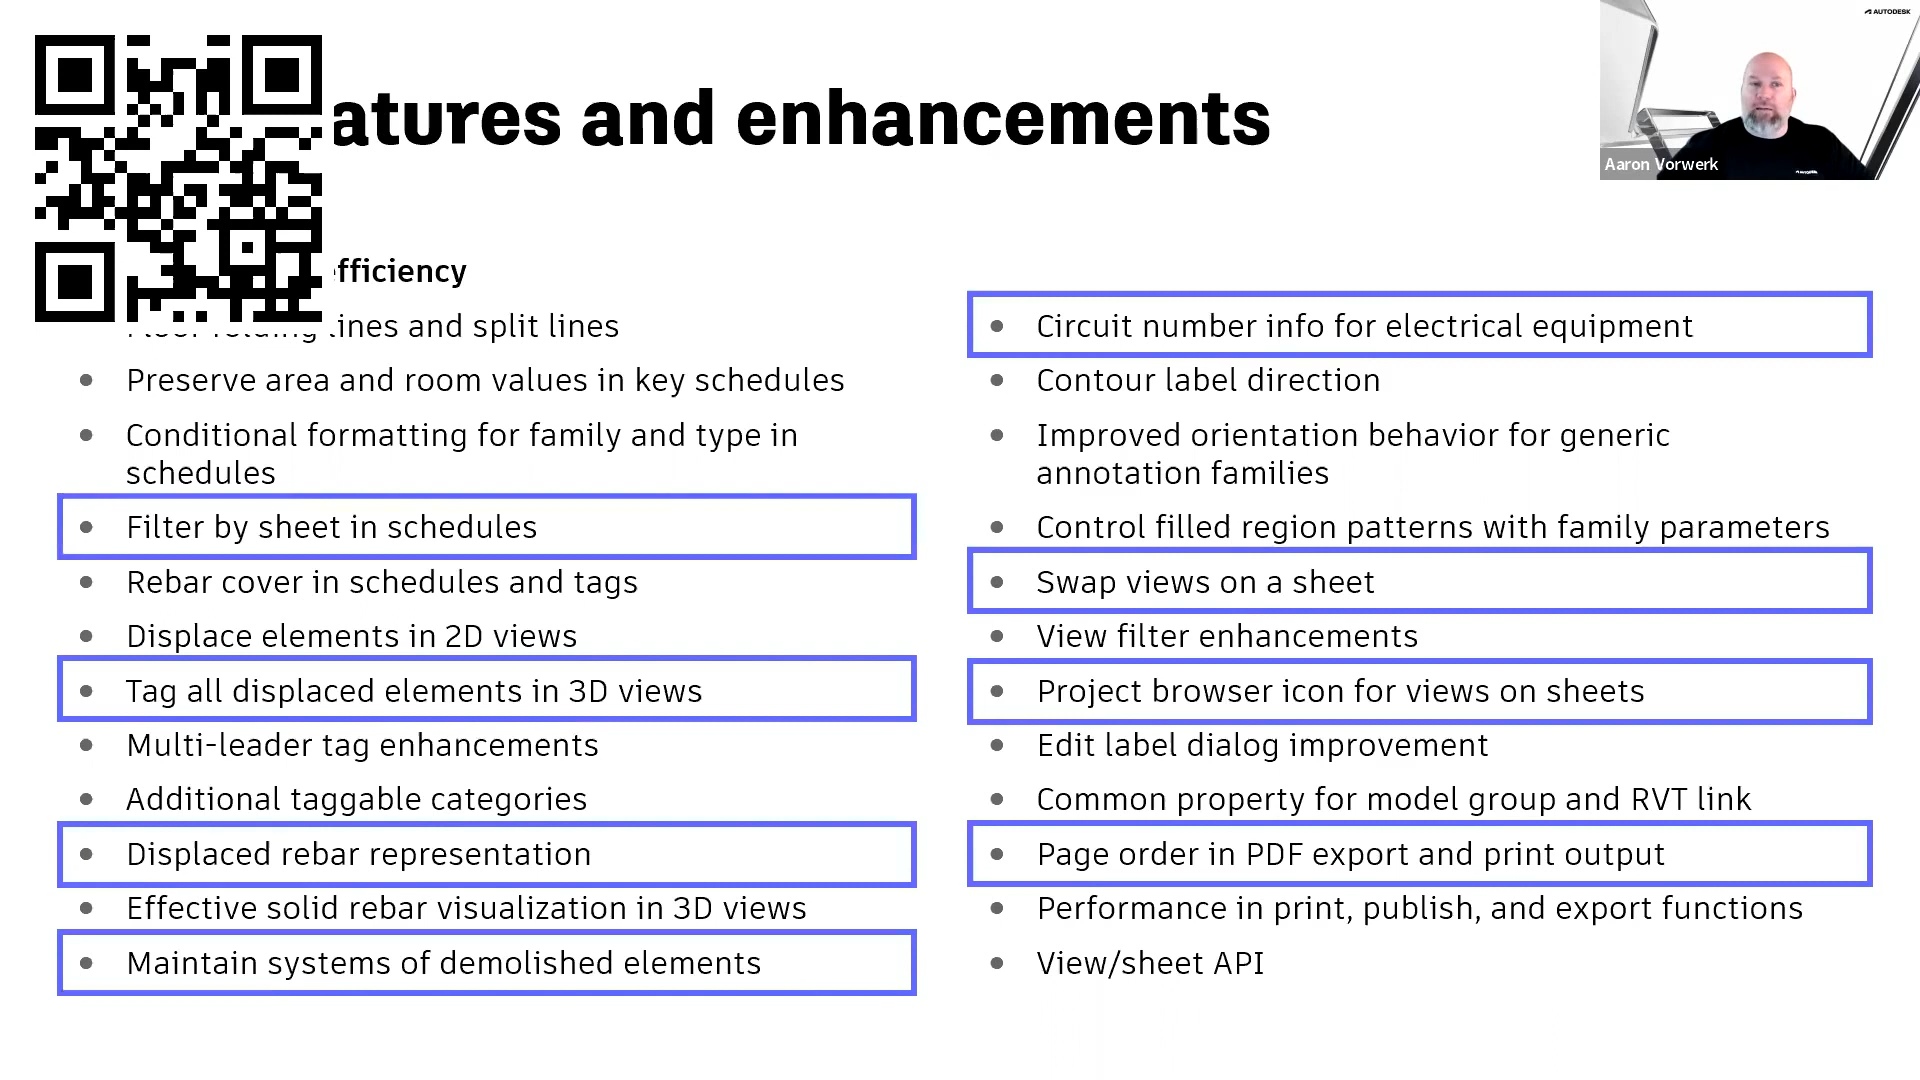 AUTODESK
atures and enhancements
Aaron Vorwerk
efficiency
lines and split lines
Preserve area and room values in key schedules
Conditional formatting for family and type in
schedules
Filter by sheet in schedules
Rebar cover in schedules and tags
Displace elements in 2D views
Tag all displaced elements in 3D views
Multi-leader tag enhancements
Additional taggable categories
Displaced rebar representation
Effective solid rebar visualization in 3D views
Maintain systems of demolished elements
Circuit number info for electrical equipment
Contour label direction
Improved orientation behavior for generic
annotation families
Control filled region patterns with family parameters
Swap views on a sheet
View filter enhancements
Project browser icon for views on sheets
Edit label dialog improvement
Common property for model group and RVT link
Page order in PDF export and print output
Performance in print, publish, and export functions
View/sheet API